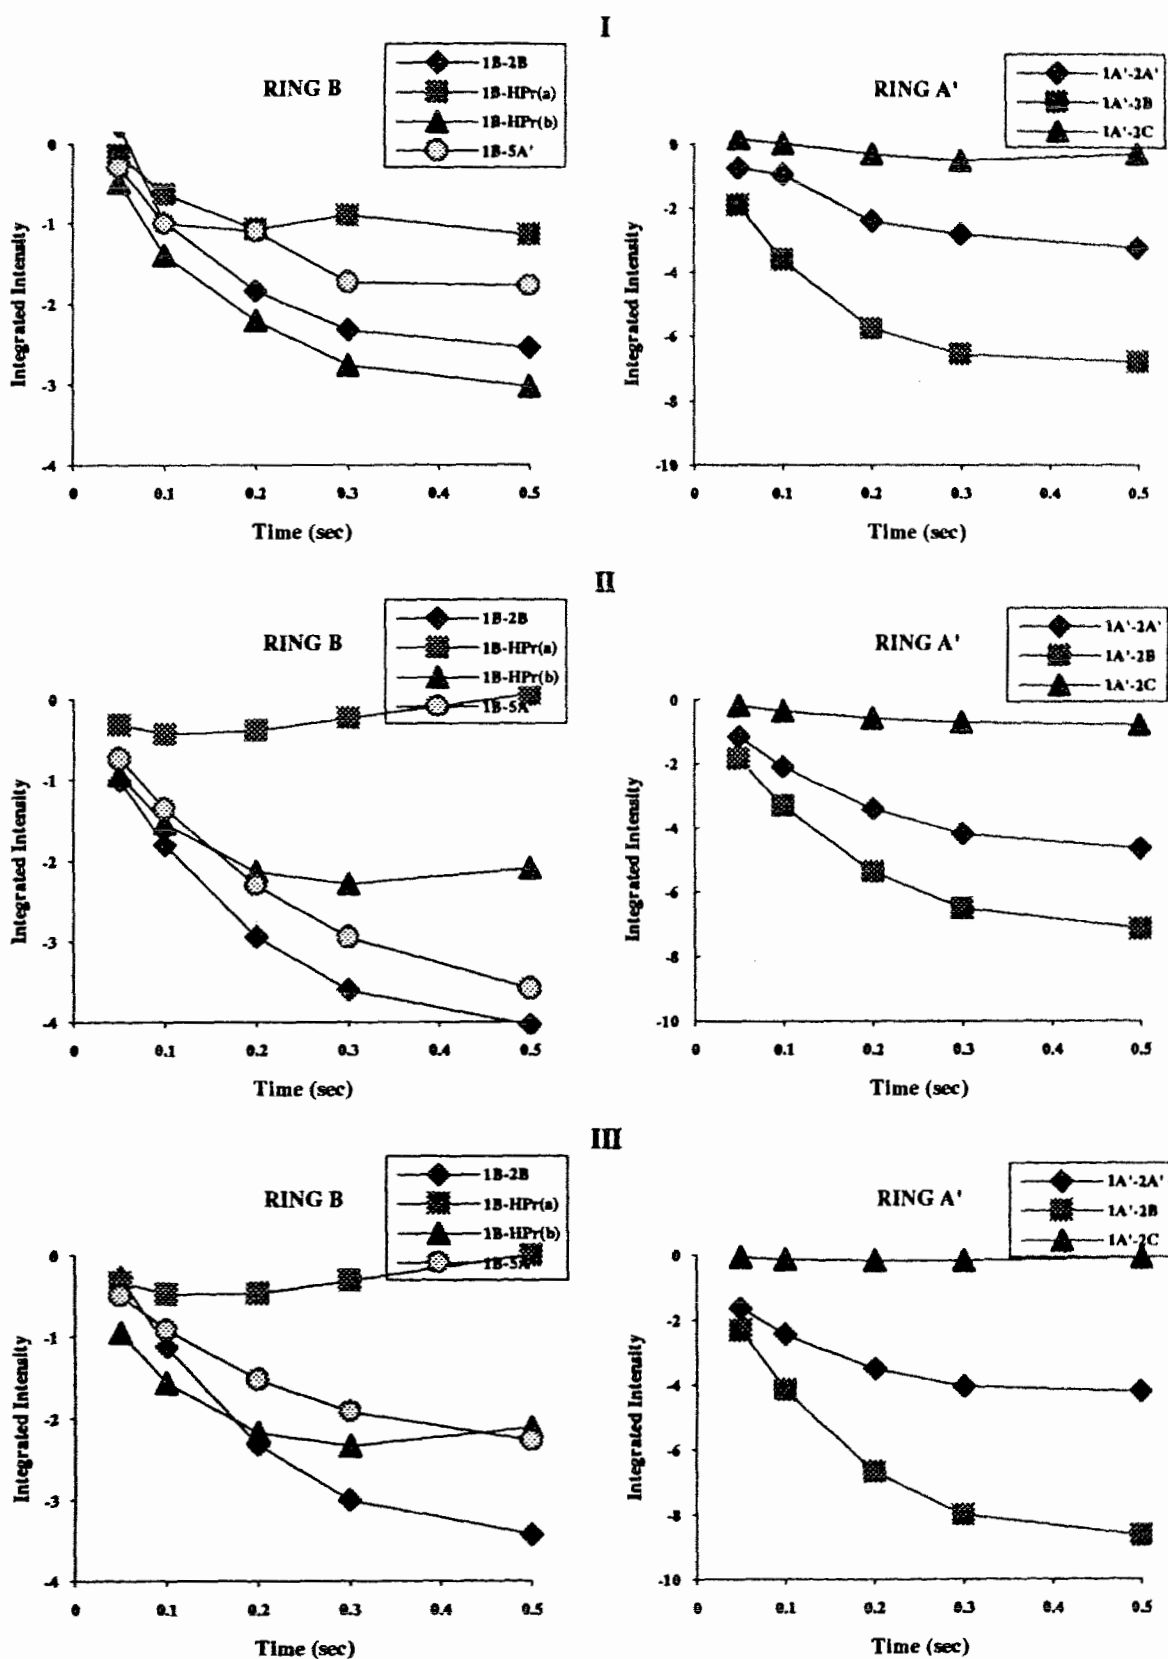 I
RING B
1B-2B
1B-HPr(a)
1B-HPr(b)
1B-5A'
0
-1
-2
-3
-4
Integrated Intensity
0 0.1 0.2 0.3 0.4 0.5
Time (sec)
RING A'
1A'-2A'
1A'-2B
1A'-2C
0
-2
-4
-6
-8
-10
Integrated Intensity
0 0.1 0.2 0.3 0.4 0.5
Time (sec)
II
RING B
1B-2B
1B-HPr(a)
1B-HPr(b)
1B-5A'
0
-1
-2
-3
-4
Integrated Intensity
0 0.1 0.2 0.3 0.4 0.5
Time (sec)
RING A'
1A'-2A'
1A'-2B
1A'-2C
0
-2
-4
-6
-8
-10
Integrated Intensity
0 0.1 0.2 0.3 0.4 0.5
Time (sec)
III
RING B
1B-2B
1B-HPr(a)
1B-HPr(b)
1B-5A'
0
-1
-2
-3
-4
Integrated Intensity
0 0.1 0.2 0.3 0.4 0.5
Time (sec)
RING A'
1A'-2A'
1A'-2B
1A'-2C
0
-2
-4
-6
-8
-10
Integrated Intensity
0 0.1 0.2 0.3 0.4 0.5
Time (sec)